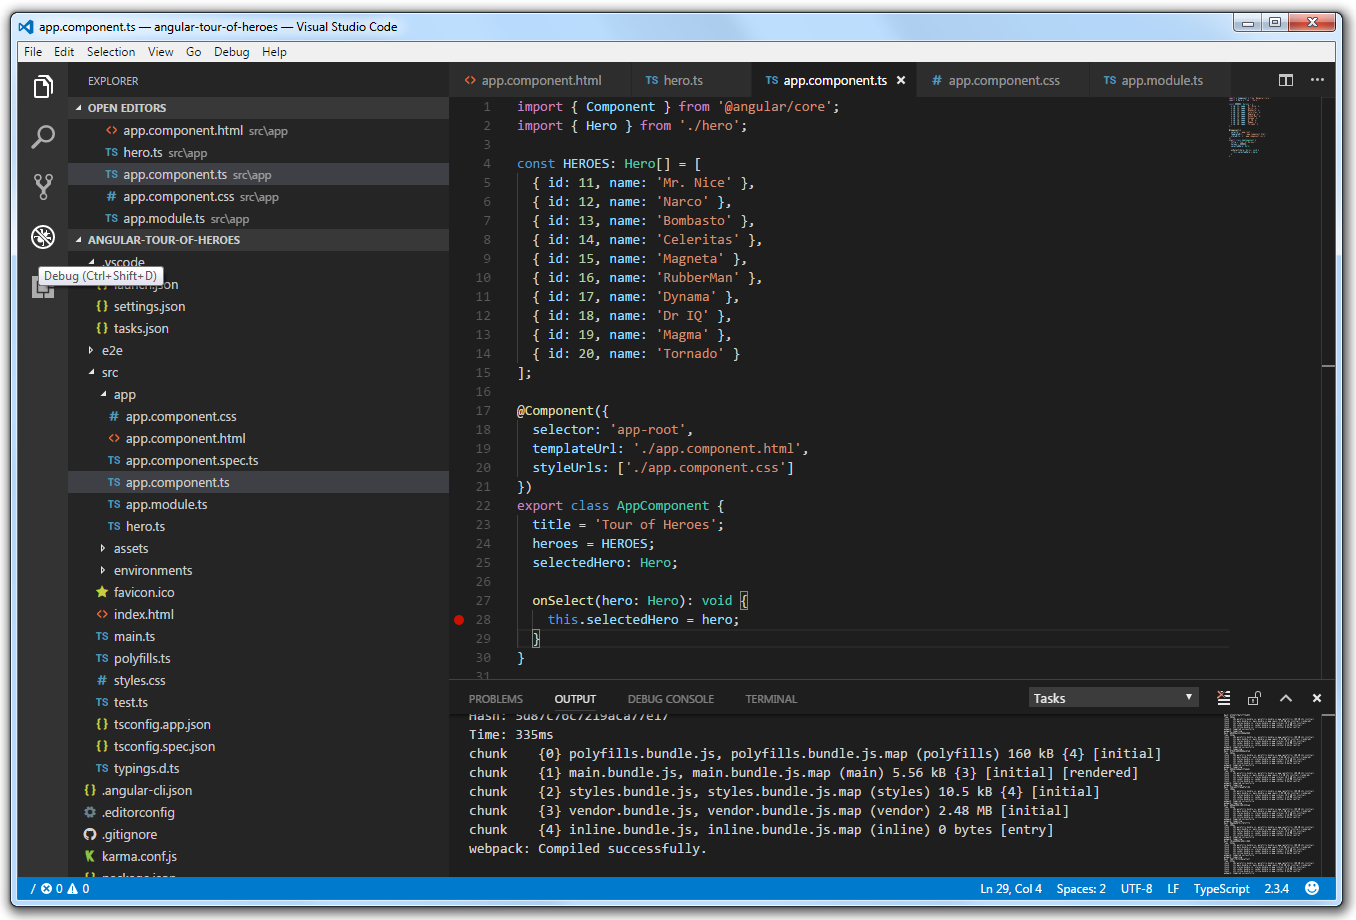 app.component.ts — angular-tour-of-heroes — Visual Studio Code
File Edit Selection View Go Debug Help
EXPLORER
OPEN EDITORS
app.component.html src\app
TS hero.ts src\app
TS app.component.ts src\app
# app.component.css src\app
TS app.module.ts src\app
ANGULAR-TOUR-OF-HEROES
.vscode
Debug (Ctrl+Shift+D)
launch.json
{} settings.json
{} tasks.json
e2e
src
app
# app.component.css
<> app.component.html
TS app.component.spec.ts
TS app.component.ts
TS app.module.ts
TS hero.ts
assets
environments
favicon.ico
<> index.html
TS main.ts
TS polyfills.ts
# styles.css
TS test.ts
{} tsconfig.app.json
{} tsconfig.spec.json
TS typings.d.ts
{} .angular-cli.json
.editorconfig
.gitignore
K karma.conf.js
<> app.component.html TS hero.ts TS app.component.ts × # app.component.css TS app.module.ts ···
1 import { Component } from '@angular/core';
2 import { Hero } from './hero';
3
4 const HEROES: Hero[] = [
5 { id: 11, name: 'Mr. Nice' },
6 { id: 12, name: 'Narco' },
7 { id: 13, name: 'Bombasto' },
8 { id: 14, name: 'Celeritas' },
9 { id: 15, name: 'Magneta' },
10 { id: 16, name: 'RubberMan' },
11 { id: 17, name: 'Dynama' },
12 { id: 18, name: 'Dr IQ' },
13 { id: 19, name: 'Magma' },
14 { id: 20, name: 'Tornado' }
15 ];
16
17 @Component({
18 selector: 'app-root',
19 templateUrl: './app.component.html',
20 styleUrls: ['./app.component.css']
21 })
22 export class AppComponent {
23 title = 'Tour of Heroes';
24 heroes = HEROES;
25 selectedHero: Hero;
26
27 onSelect(hero: Hero): void {
28 this.selectedHero = hero;
29 }
30 }
31
PROBLEMS OUTPUT DEBUG CONSOLE TERMINAL Tasks
Time: 335ms
chunk {0} polyfills.bundle.js, polyfills.bundle.js.map (polyfills) 160 kB {4} [initial]
chunk {1} main.bundle.js, main.bundle.js.map (main) 5.56 kB {3} [initial] [rendered]
chunk {2} styles.bundle.js, styles.bundle.js.map (styles) 10.5 kB {4} [initial]
chunk {3} vendor.bundle.js, vendor.bundle.js.map (vendor) 2.48 MB [initial]
chunk {4} inline.bundle.js, inline.bundle.js.map (inline) 0 bytes [entry]
webpack: Compiled successfully.
/ 0 0 Ln 29, Col 4 Spaces: 2 UTF-8 LF TypeScript 2.3.4